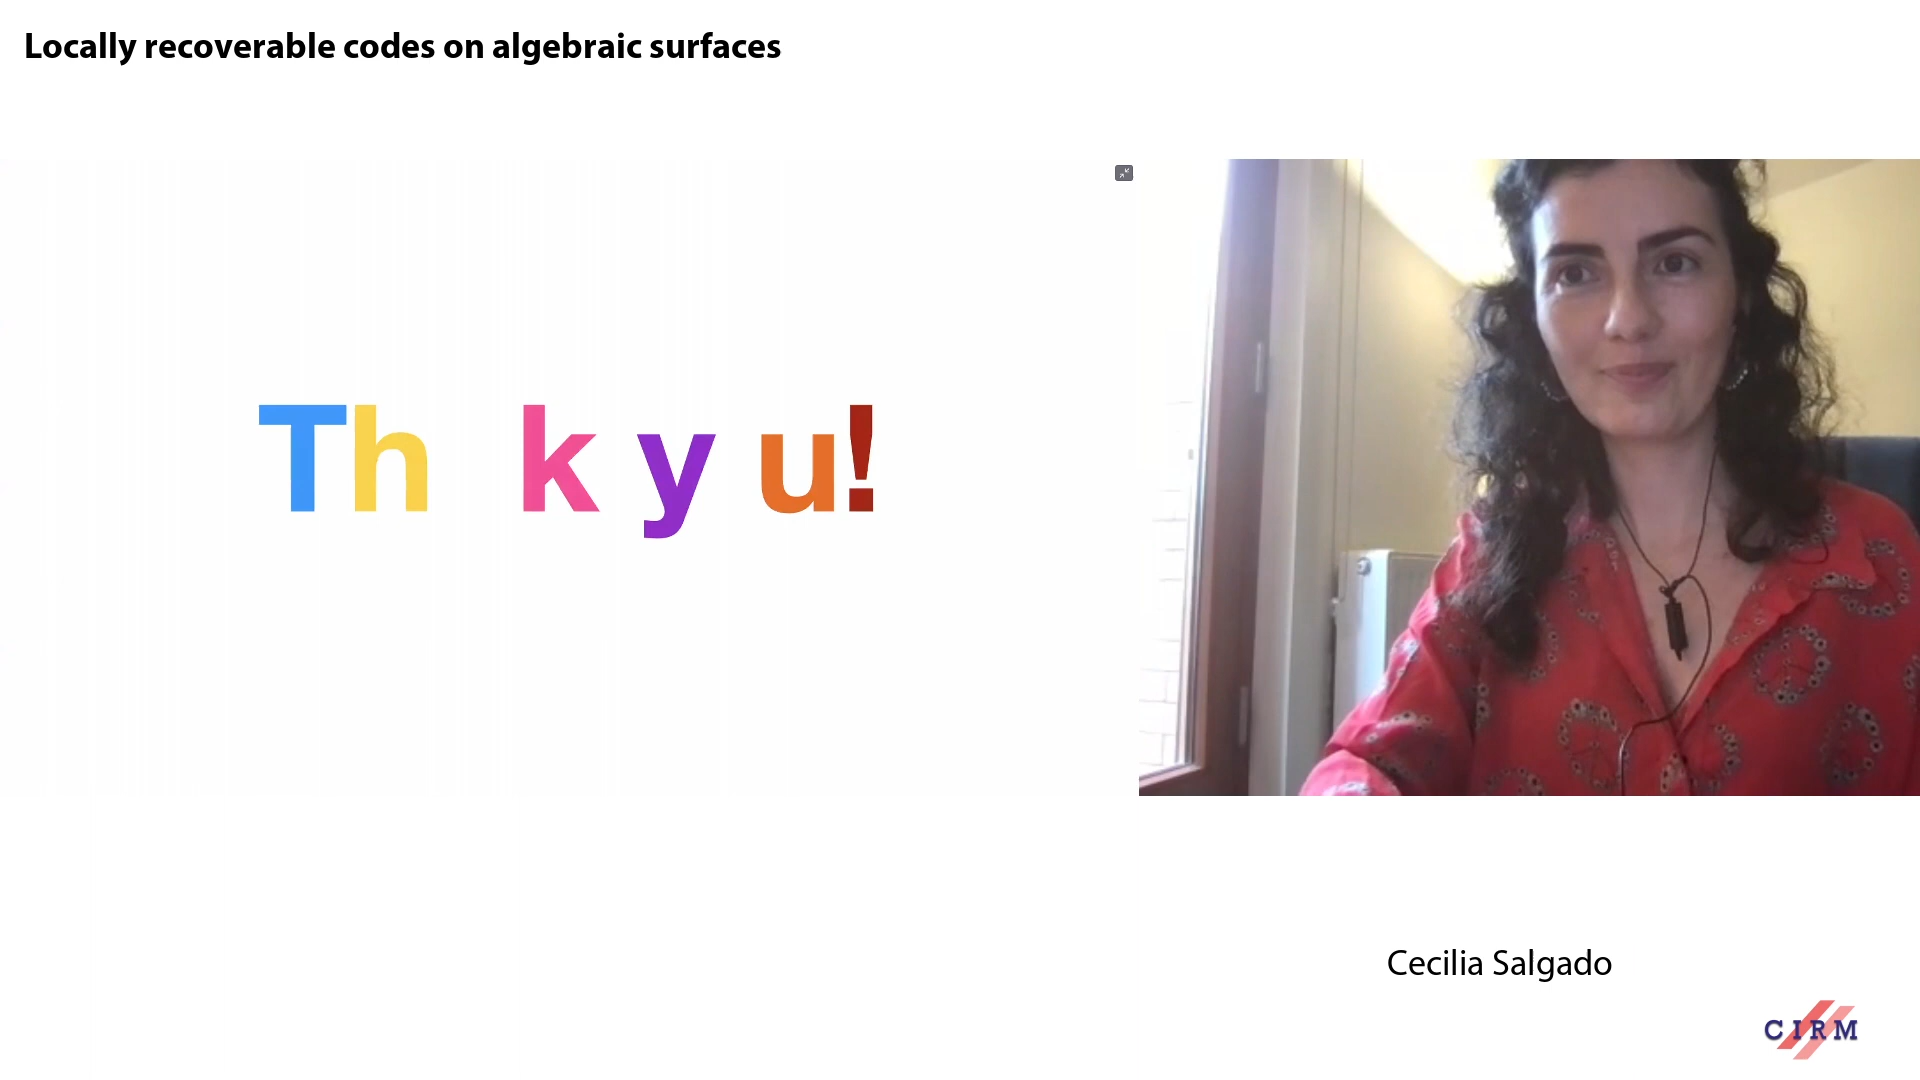 Locally recoverable codes on algebraic surfaces
Th k y u!
Cecilia Salgado
CIRM